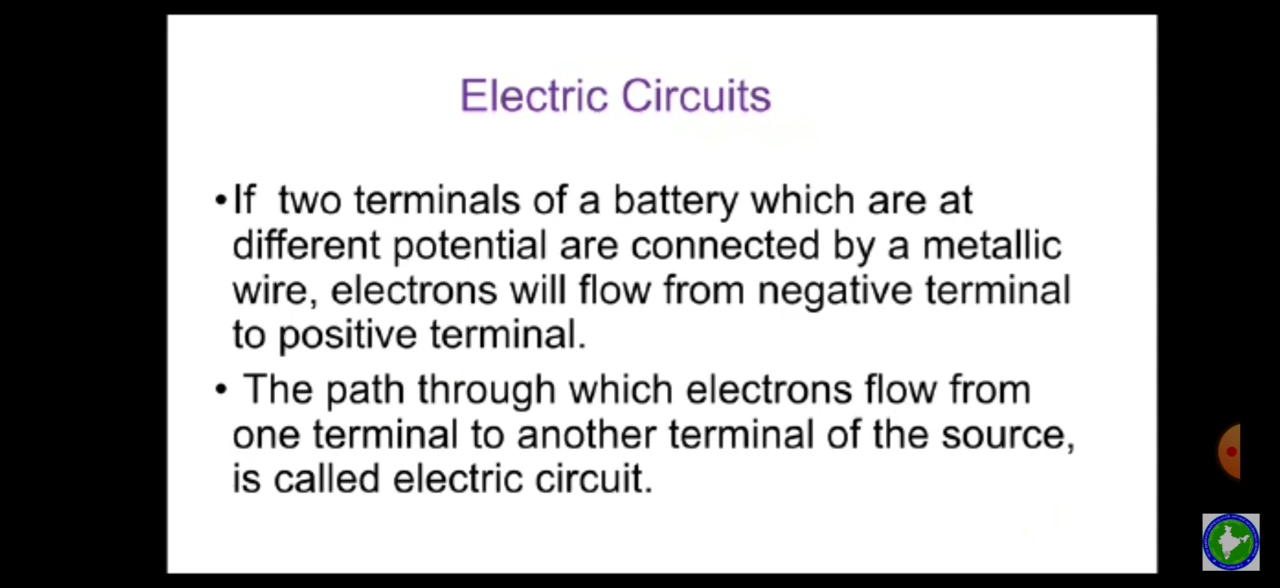 Electric Circuits
•If two terminals of a battery which are at
different potential are connected by a metallic
wire, electrons will flow from negative terminal
to positive terminal.
• The path through which electrons flow from
one terminal to another terminal of the source,
is called electric circuit.